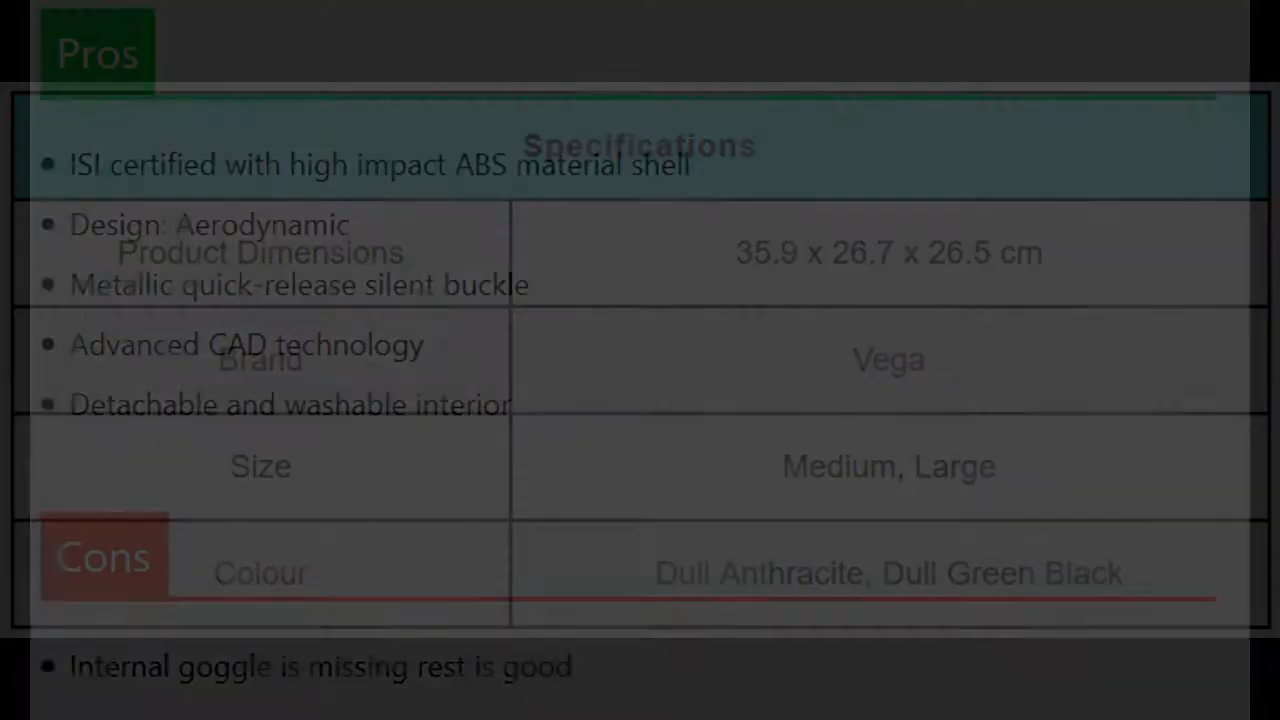 Pros
Specifications
• ISI certified with high impact ABS material shell
• Design: Aerodynamic
Product Dimensions 35.9 x 26.7 x 26.5 cm
• Metallic quick-release silent buckle
• Advanced CAD technology
Brand Vega
• Detachable and washable interior
Size Medium, Large
Cons
Colour Dull Anthracite, Dull Green Black
• Internal goggle is missing rest is good